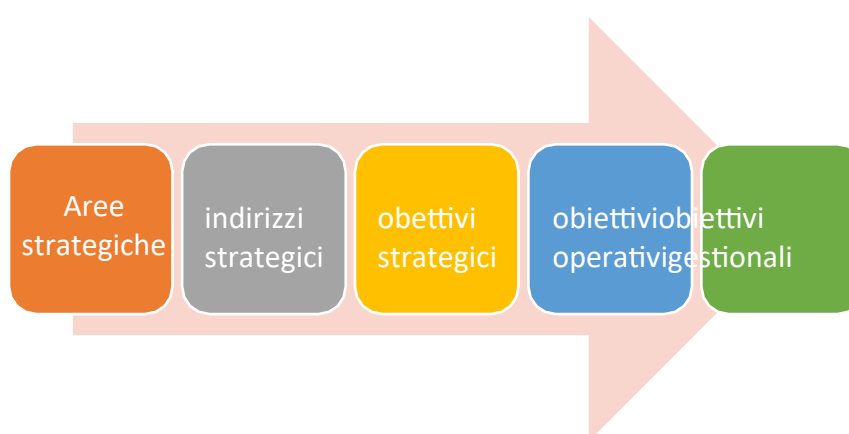 Aree
strategiche
indirizzi
strategici
obettivi
strategici
obiettiviobiettivi
operativigestionali